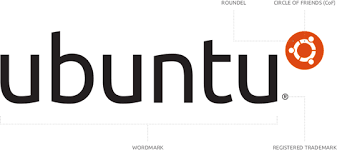 ROUNDEL
CIRCLE OF FRIENDS (CoF)
ubuntu®
WORDMARK
REGISTERED TRADEMARK